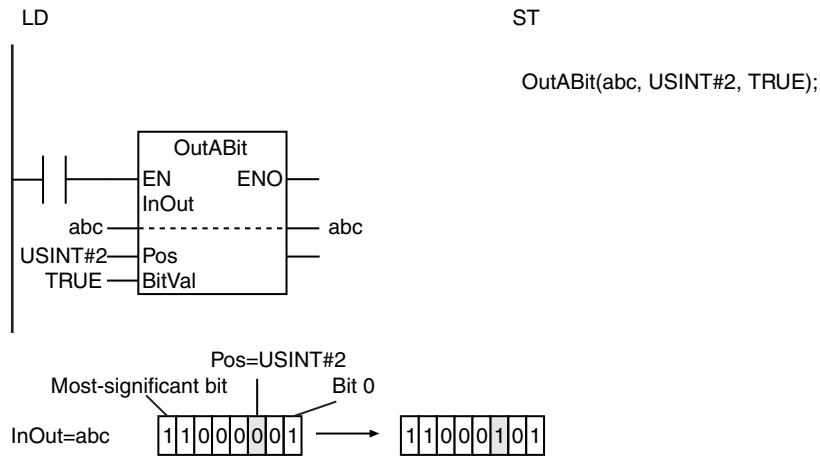 LD
ST
OutABit(abc, USINT#2, TRUE);
OutABit
EN ENO
InOut
abc abc
USINT#2 Pos
TRUE BitVal
Pos=USINT#2
Most-significant bit Bit 0
InOut=abc 1 1 0 0 0 0 0 1 1 1 0 0 0 1 0 1